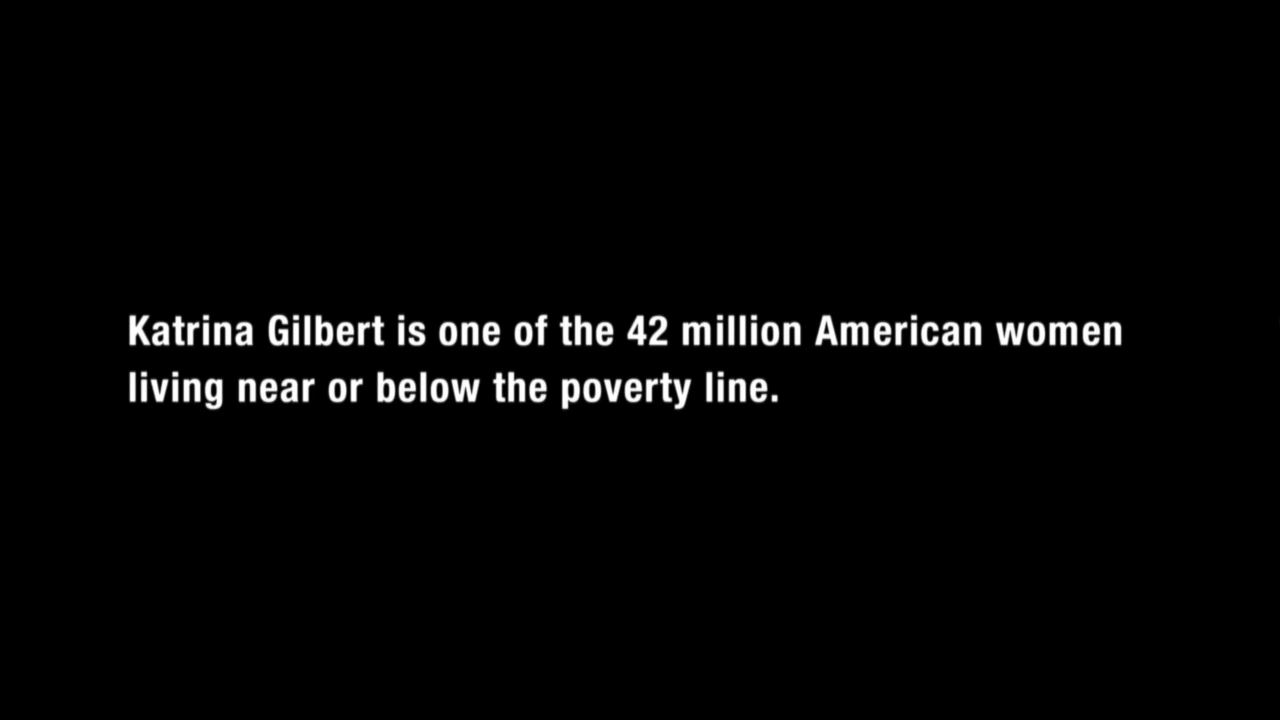 Katrina Gilbert is one of the 42 million American women
living near or below the poverty line.